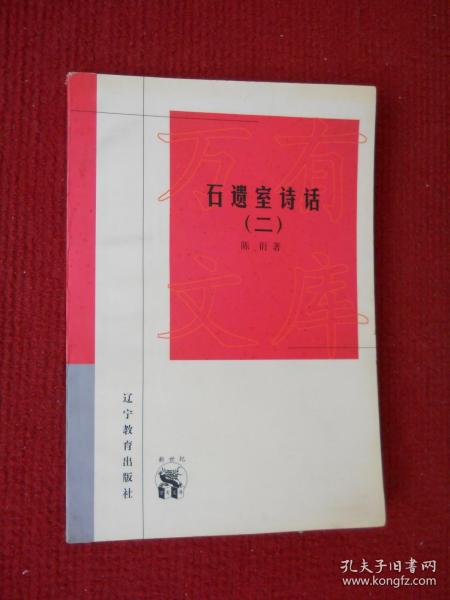 万有
文库
石遗室诗话
(二)
陈 衍 著
辽宁教育出版社
新世纪
孔夫子旧书网
www.kongfz.com